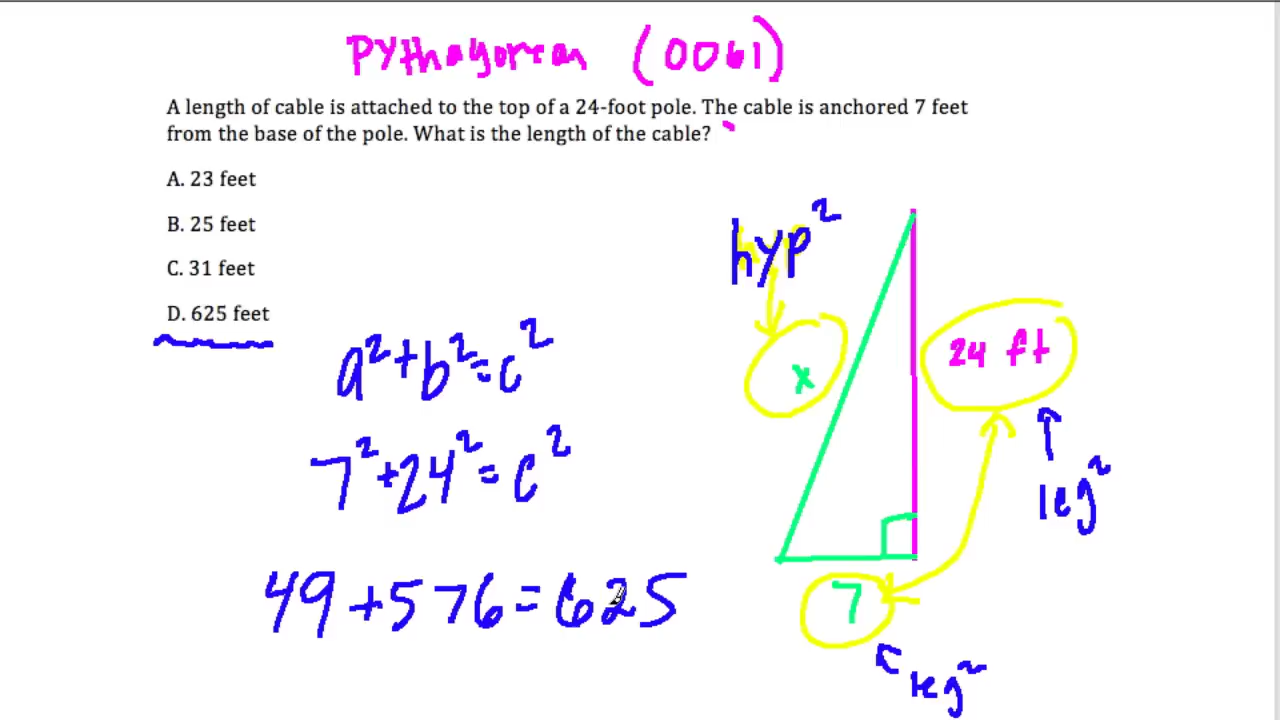 Pythagorean (0061)
A length of cable is attached to the top of a 24-foot pole. The cable is anchored 7 feet
from the base of the pole. What is the length of the cable?
A. 23 feet
B. 25 feet
C. 31 feet
D. 625 feet
a²+b²=c²
7²+24²=c²
49+576=625
hyp²
x
24 ft
leg²
7
leg²